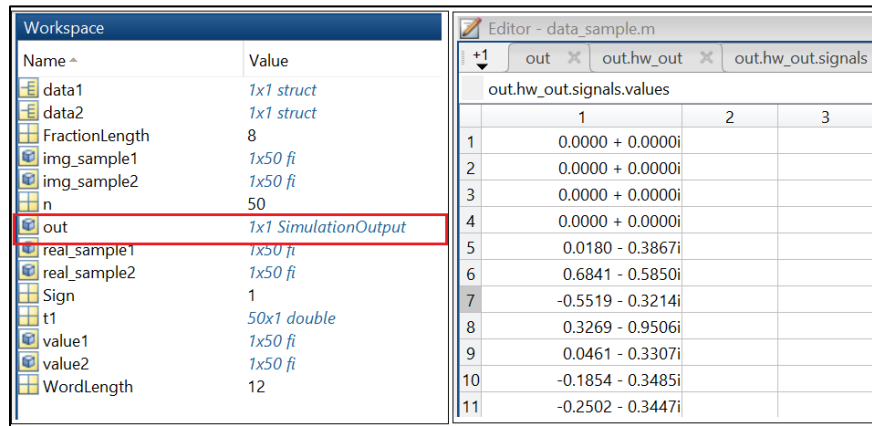 Workspace
Name Value
data1 1x1 struct
data2 1x1 struct
FractionLength 8
img_sample1 1x50 fi
img_sample2 1x50 fi
n 50
out 1x1 SimulationOutput
real_sample1 1x50 fi
real_sample2 1x50 fi
Sign 1
t1 50x1 double
value1 1x50 fi
value2 1x50 fi
WordLength 12
Editor - data_sample.m
+1 out out.hw_out out.hw_out.signals
out.hw_out.signals.values
1 2 3
1 0.0000 + 0.0000i
2 0.0000 + 0.0000i
3 0.0000 + 0.0000i
4 0.0000 + 0.0000i
5 0.0180 - 0.3867i
6 0.6841 - 0.5850i
7 -0.5519 - 0.3214i
8 0.3269 - 0.9506i
9 0.0461 - 0.3307i
10 -0.1854 - 0.3485i
11 -0.2502 - 0.3447i